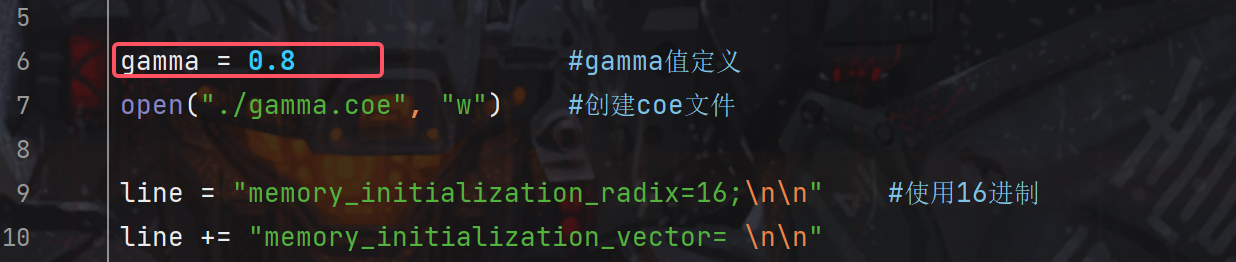 5
6 gamma = 0.8 #gamma值定义
7 open("./gamma.coe", "w") #创建coe文件
8
9 line = "memory_initialization_radix=16;\n\n" #使用16进制
10 line += "memory_initialization_vector= \n\n"